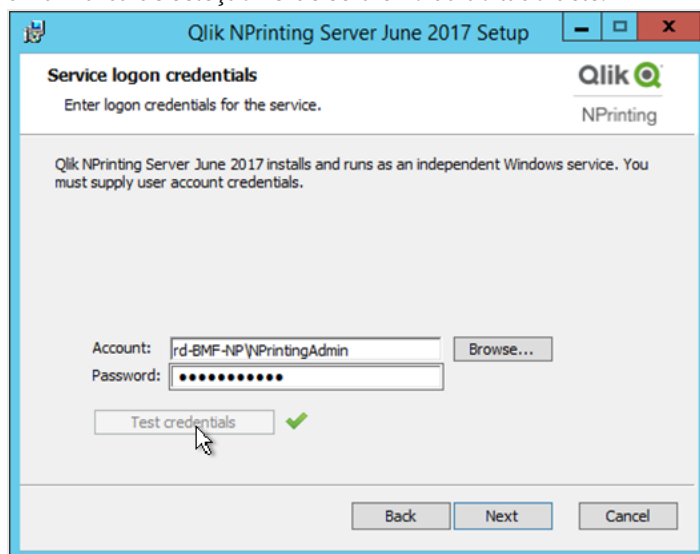 Qlik NPrinting Server June 2017 Setup
Service logon credentials
Enter logon credentials for the service.
Qlik
NPrinting
Qlik NPrinting Server June 2017 installs and runs as an independent Windows service. You
must supply user account credentials.
Account: rd-BMF-NP\NPrintingAdmin Browse...
Password: ●●●●●●●●●●●
Test credentials
Back Next Cancel